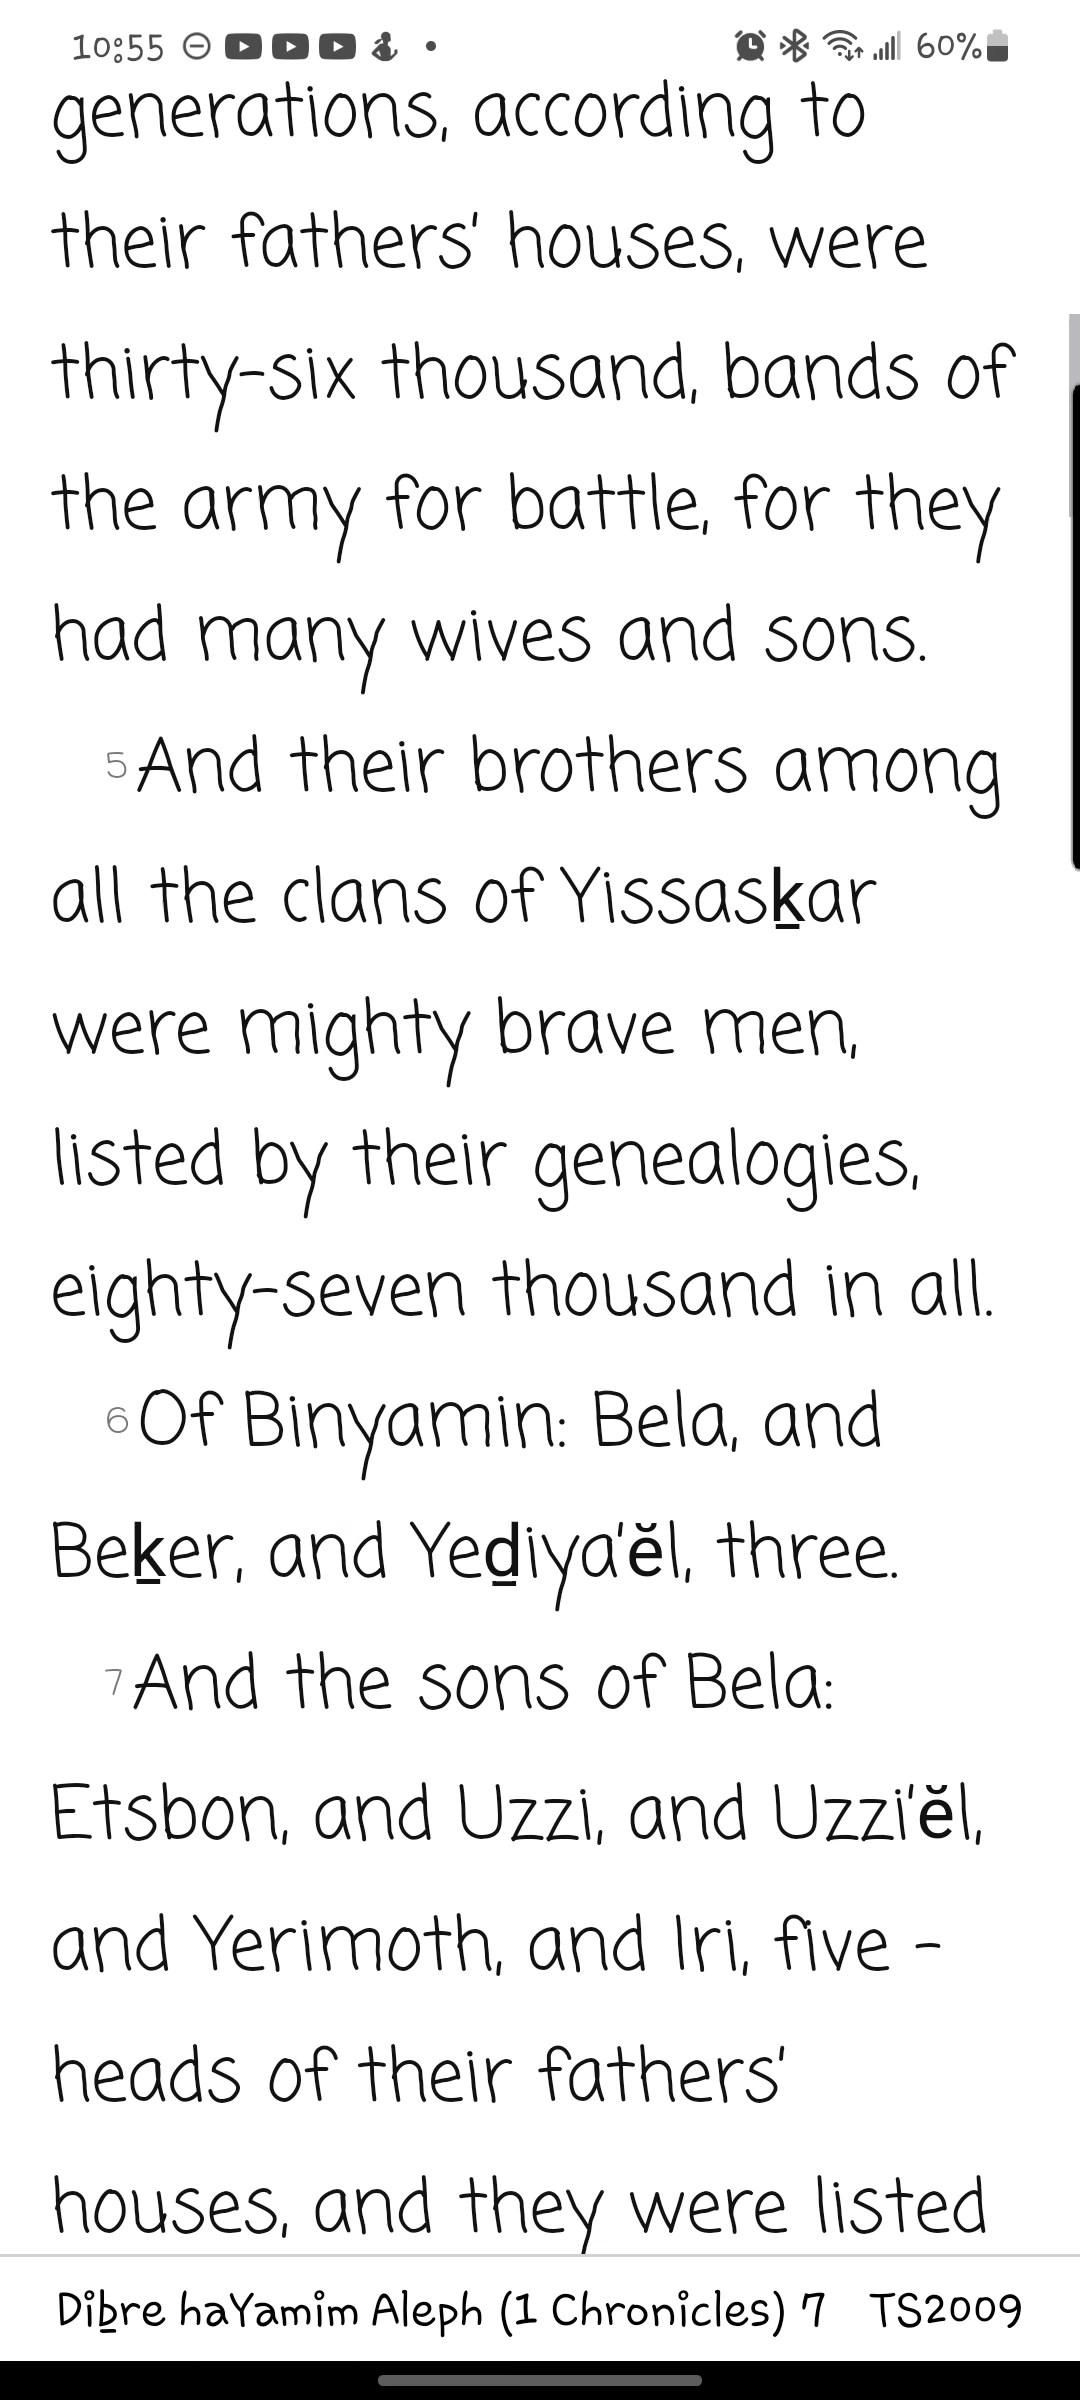 10:55 60%
generations, according to
their fathers' houses, were
thirty-six thousand, bands of
the army for battle, for they
had many wives and sons.
5 And their brothers among
all the clans of Yissasḵar
were mighty brave men,
listed by their genealogies,
eighty-seven thousand in all.
6 Of Binyamin: Bela, and
Beḵer, and Yeḏiya'ĕl, three.
7 And the sons of Bela:
Etsbon, and Uzzi, and Uzzi'ĕl,
and Yerimoth, and Iri, five -
heads of their fathers'
houses, and they were listed
Diḇre haYamim Aleph (1 Chronicles) 7 TS2009